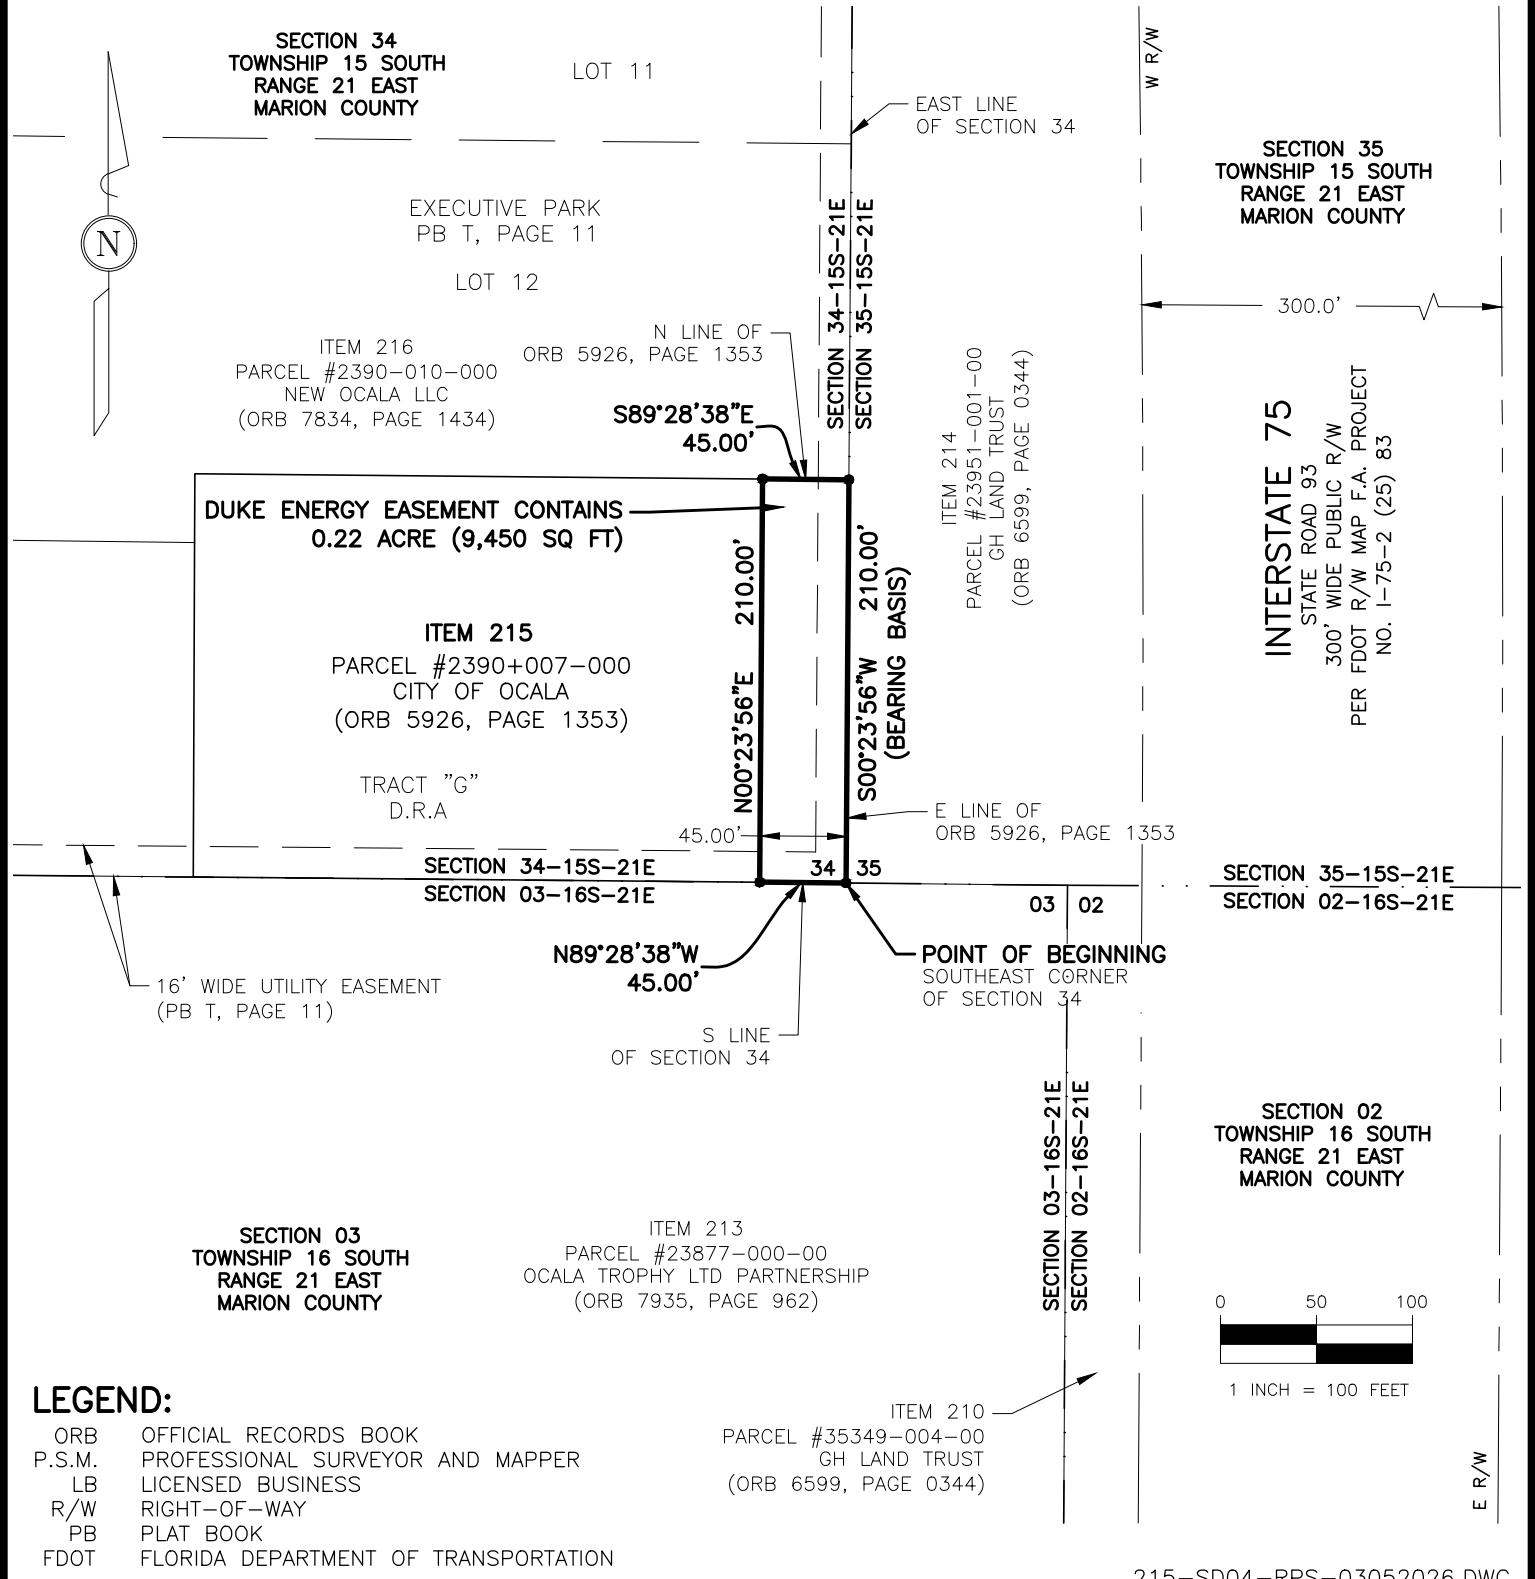 SECTION 34
TOWNSHIP 15 SOUTH
RANGE 21 EAST
MARION COUNTY
LOT 11
EAST LINE
OF SECTION 34
W R/W
SECTION 35
TOWNSHIP 15 SOUTH
RANGE 21 EAST
MARION COUNTY
N
EXECUTIVE PARK
PB T, PAGE 11
LOT 12
SECTION 34-15S-21E
SECTION 35-15S-21E
300.0'
N LINE OF
ORB 5926, PAGE 1353
ITEM 216
PARCEL #2390-010-000
NEW OCALA LLC
(ORB 7834, PAGE 1434)
S89°28'38"E
45.00'
ITEM 214
PARCEL #23951-001-00
GH LAND TRUST
(ORB 6599, PAGE 0344)
INTERSTATE 75
STATE ROAD 93
300' WIDE PUBLIC R/W
PER FDOT R/W MAP F.A. PROJECT
NO. I-75-2 (25) 83
DUKE ENERGY EASEMENT CONTAINS
0.22 ACRE (9,450 SQ FT)
N00°23'56"E 210.00'
S00°23'56"W 210.00'
(BEARING BASIS)
ITEM 215
PARCEL #2390+007-000
CITY OF OCALA
(ORB 5926, PAGE 1353)
TRACT "G"
D.R.A
45.00'
E LINE OF
ORB 5926, PAGE 1353
SECTION 34-15S-21E
34 35
SECTION 35-15S-21E
SECTION 03-16S-21E
03 02
SECTION 02-16S-21E
N89°28'38"W
45.00'
POINT OF BEGINNING
SOUTHEAST CORNER
OF SECTION 34
16' WIDE UTILITY EASEMENT
(PB T, PAGE 11)
S LINE
OF SECTION 34
SECTION 03-16S-21E
SECTION 02-16S-21E
SECTION 02
TOWNSHIP 16 SOUTH
RANGE 21 EAST
MARION COUNTY
SECTION 03
TOWNSHIP 16 SOUTH
RANGE 21 EAST
MARION COUNTY
ITEM 213
PARCEL #23877-000-00
OCALA TROPHY LTD PARTNERSHIP
(ORB 7935, PAGE 962)
0 50 100
1 INCH = 100 FEET
ITEM 210
PARCEL #35349-004-00
GH LAND TRUST
(ORB 6599, PAGE 0344)
E R/W
LEGEND:
ORB OFFICIAL RECORDS BOOK
P.S.M. PROFESSIONAL SURVEYOR AND MAPPER
LB LICENSED BUSINESS
R/W RIGHT-OF-WAY
PB PLAT BOOK
FDOT FLORIDA DEPARTMENT OF TRANSPORTATION
215-SD04-RPS-03052026.DWG